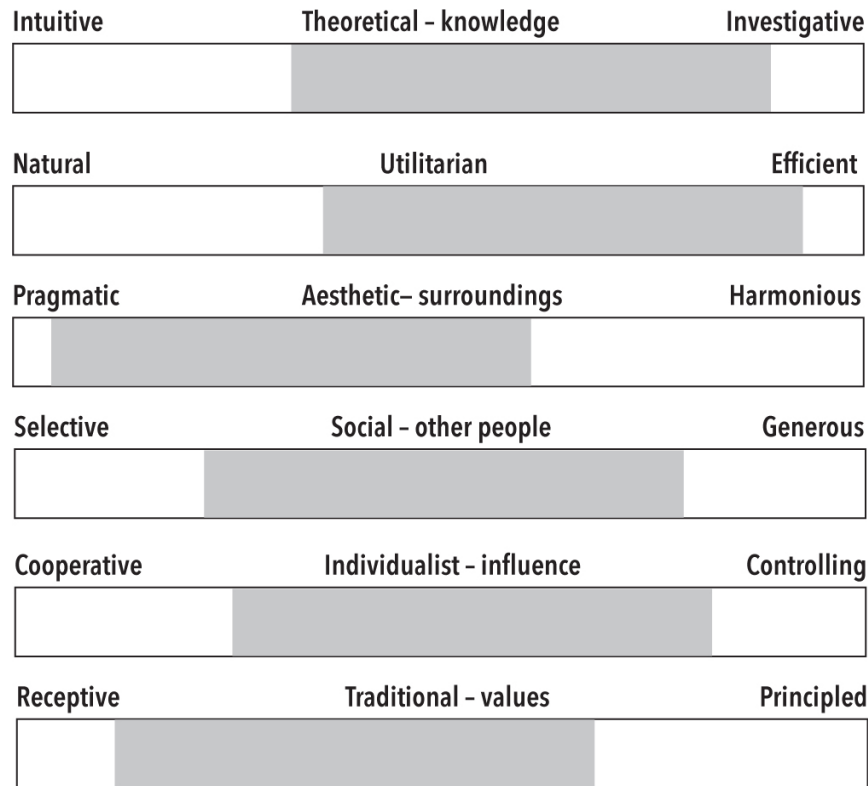 Intuitive Theoretical – knowledge Investigative
Natural Utilitarian Efficient
Pragmatic Aesthetic– surroundings Harmonious
Selective Social – other people Generous
Cooperative Individualist – influence Controlling
Receptive Traditional – values Principled